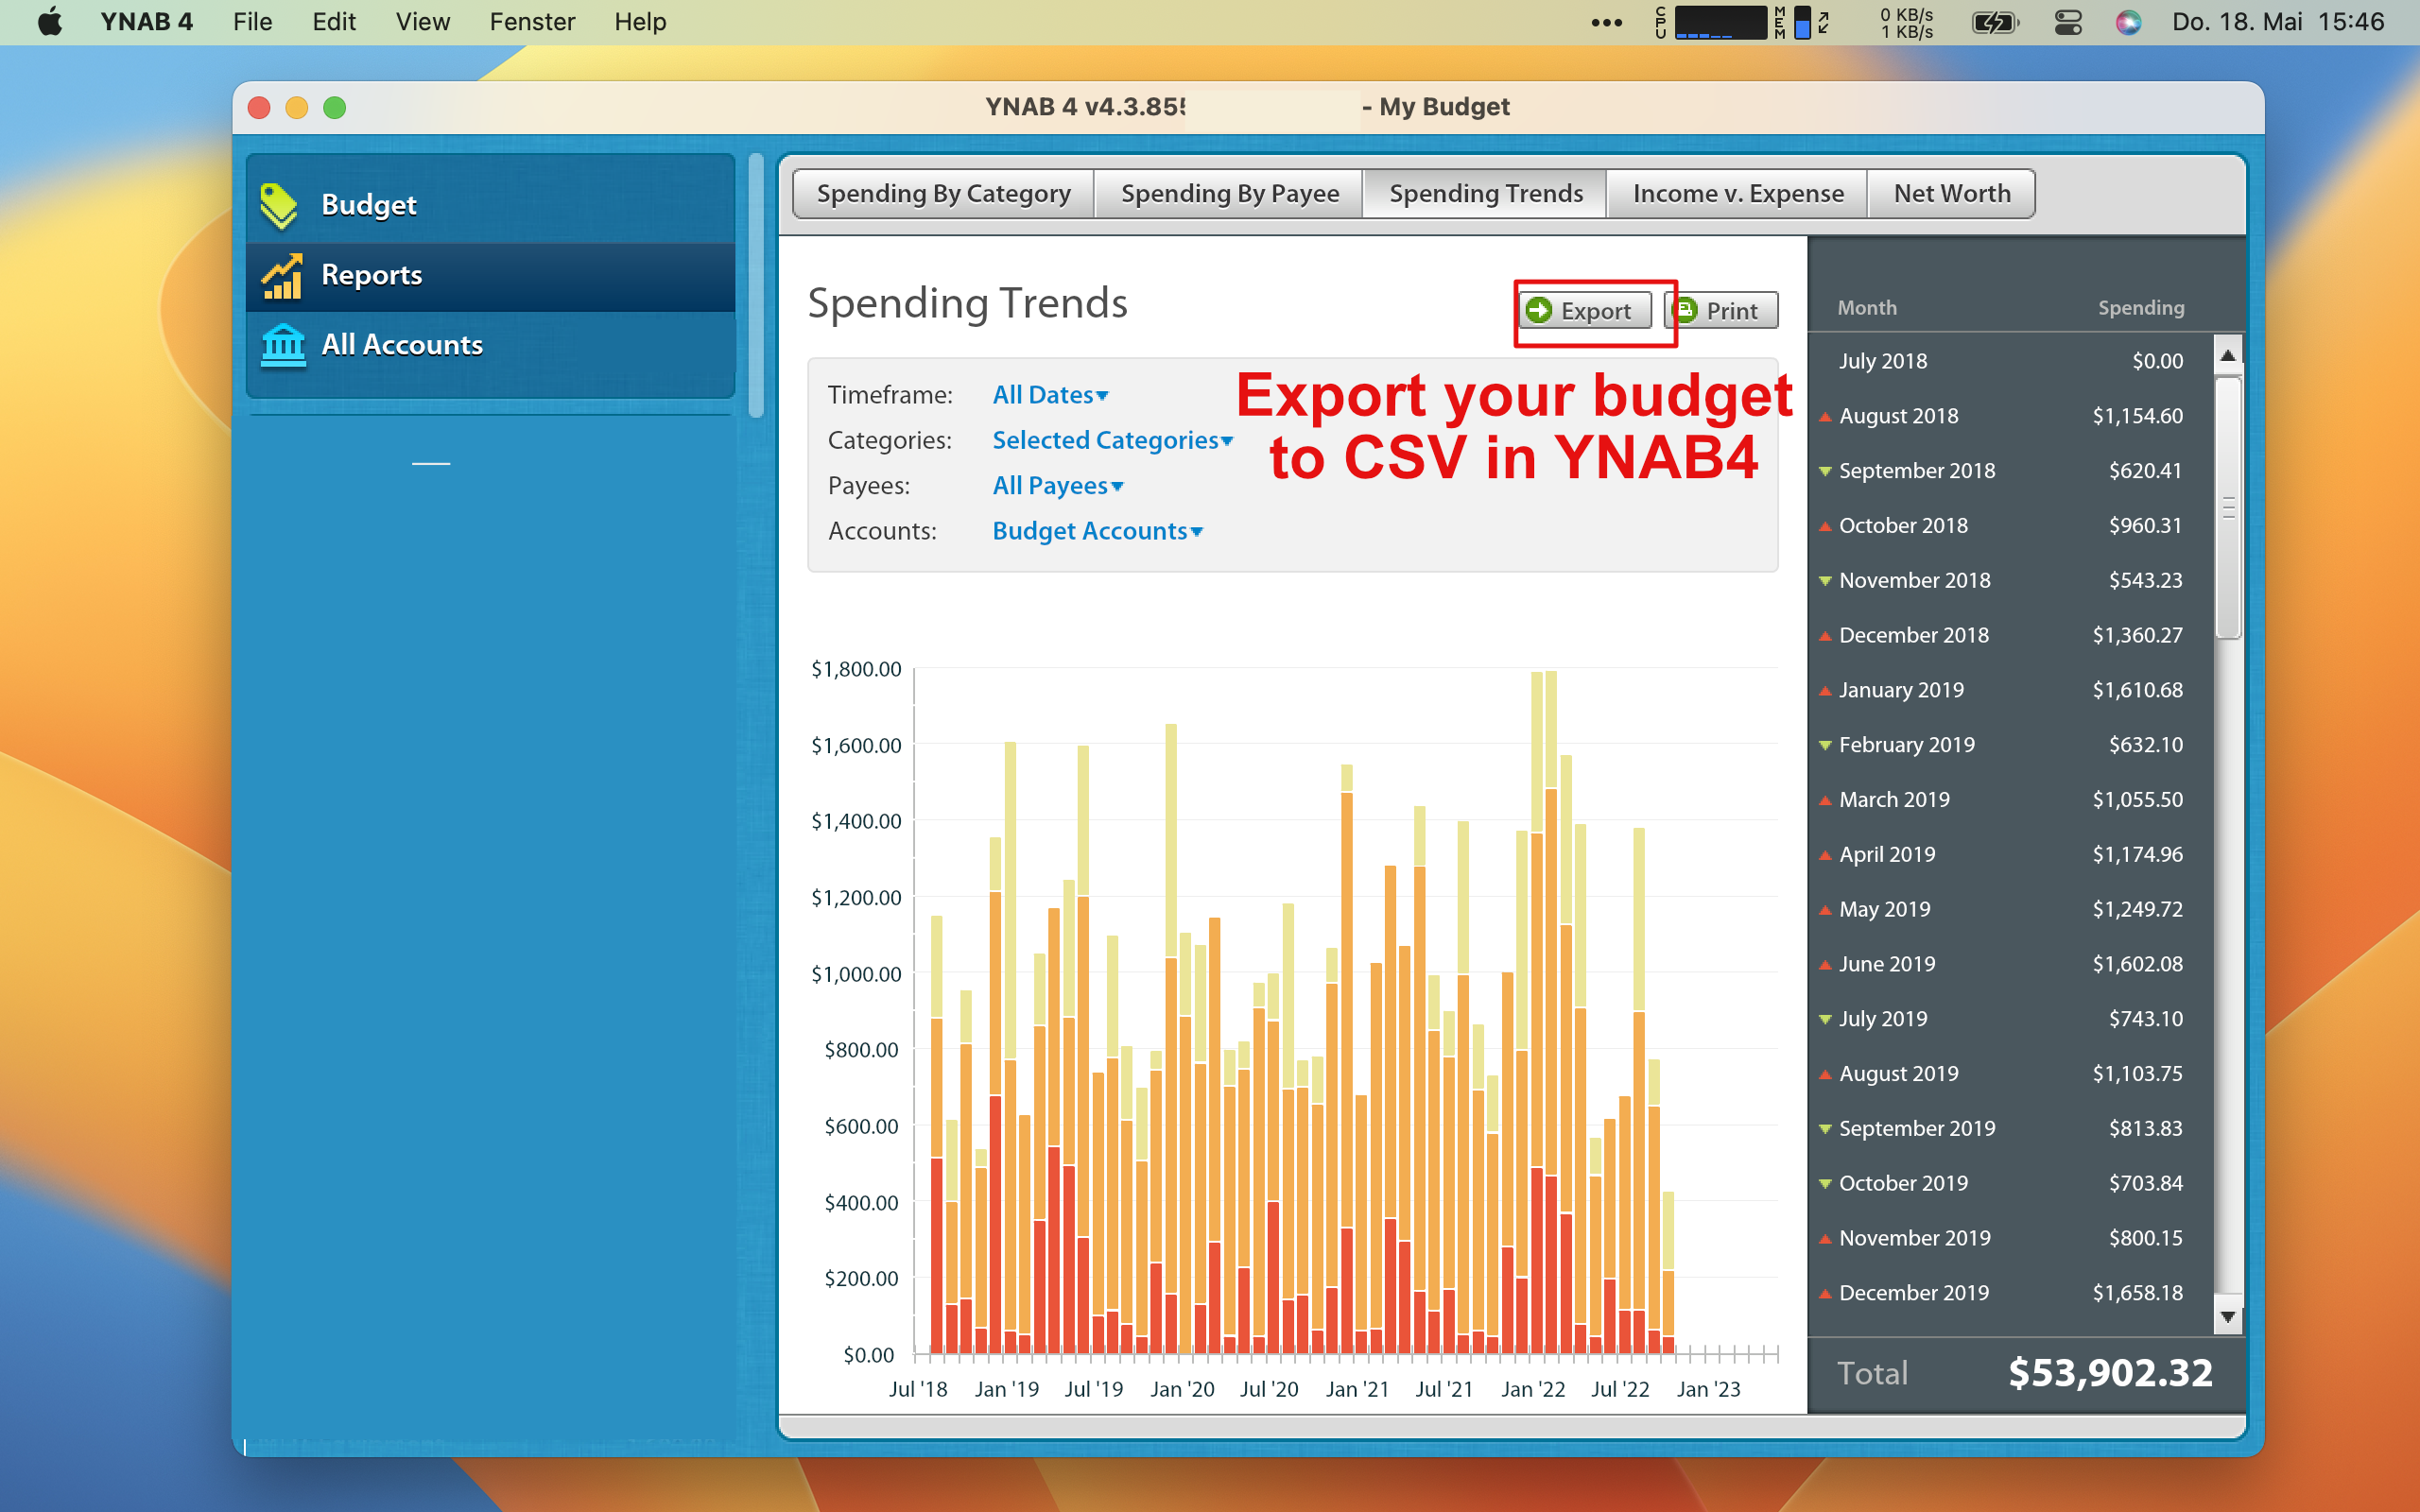 YNAB 4 File Edit View Fenster Help ••• CPU MEM 0 KB/s 1 KB/s Do. 18. Mai 15:46
YNAB 4 v4.3.855 - My Budget
Budget
Reports
All Accounts
Spending By Category Spending By Payee Spending Trends Income v. Expense Net Worth
Spending Trends
Export Print
Timeframe: All Dates
Categories: Selected Categories
Payees: All Payees
Accounts: Budget Accounts
Export your budget
to CSV in YNAB4
$1,800.00
$1,600.00
$1,400.00
$1,200.00
$1,000.00
$800.00
$600.00
$400.00
$200.00
$0.00
Jul '18 Jan '19 Jul '19 Jan '20 Jul '20 Jan '21 Jul '21 Jan '22 Jul '22 Jan '23
Month Spending
July 2018 $0.00
August 2018 $1,154.60
September 2018 $620.41
October 2018 $960.31
November 2018 $543.23
December 2018 $1,360.27
January 2019 $1,610.68
February 2019 $632.10
March 2019 $1,055.50
April 2019 $1,174.96
May 2019 $1,249.72
June 2019 $1,602.08
July 2019 $743.10
August 2019 $1,103.75
September 2019 $813.83
October 2019 $703.84
November 2019 $800.15
December 2019 $1,658.18
Total $53,902.32